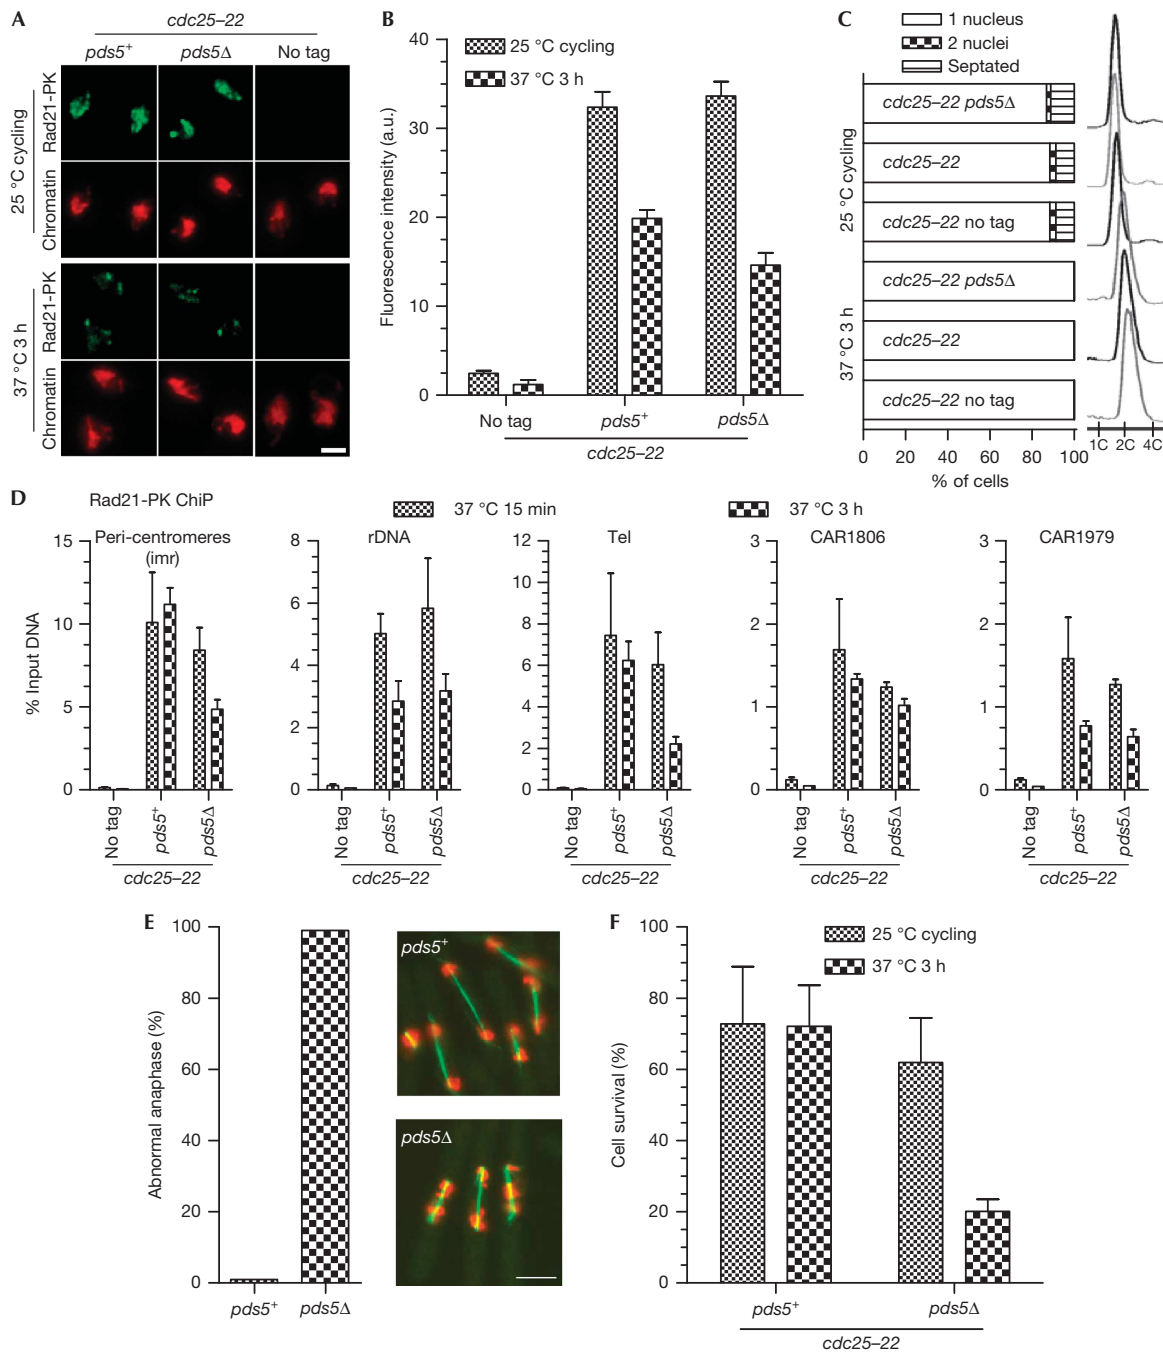 A
cdc25–22
pds5+
pds5Δ
No tag
25 °C cycling
Rad21-PK
Chromatin
37 °C 3 h
Rad21-PK
Chromatin
B
25 °C cycling
37 °C 3 h
Fluorescence intensity (a.u.)
40
30
20
10
0
No tag
pds5+
pds5Δ
cdc25–22
C
1 nucleus
2 nuclei
Septated
25 °C cycling
cdc25–22 pds5Δ
cdc25–22
cdc25–22 no tag
37 °C 3 h
cdc25–22 pds5Δ
cdc25–22
cdc25–22 no tag
0 20 40 60 80 100
% of cells
1C 2C 4C
D
Rad21-PK ChiP
37 °C 15 min
37 °C 3 h
% Input DNA
Peri-centromeres
(imr)
15
10
5
0
No tag
pds5+
pds5Δ
cdc25–22
rDNA
8
6
4
2
0
No tag
pds5+
pds5Δ
cdc25–22
Tel
12
10
8
6
4
2
0
No tag
pds5+
pds5Δ
cdc25–22
CAR1806
3
2
1
0
No tag
pds5+
pds5Δ
cdc25–22
CAR1979
3
2
1
0
No tag
pds5+
pds5Δ
cdc25–22
E
Abnormal anaphase (%)
100
80
60
40
20
0
pds5+
pds5Δ
pds5+
pds5Δ
F
25 °C cycling
37 °C 3 h
Cell survival (%)
100
80
60
40
20
0
pds5+
pds5Δ
cdc25–22